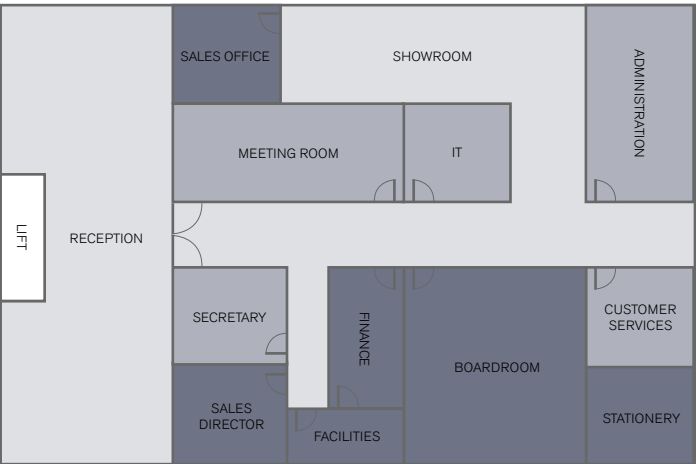 SALES OFFICE
SHOWROOM
ADMINISTRATION
MEETING ROOM
IT
LIFT
RECEPTION
SECRETARY
FINANCE
CUSTOMER
SERVICES
BOARDROOM
SALES
DIRECTOR
FACILITIES
STATIONERY